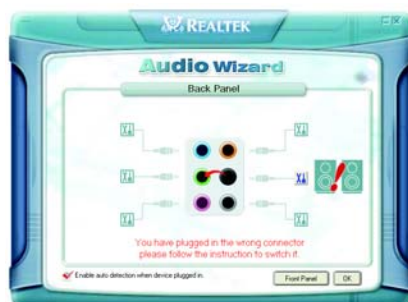 REALTEK
Audio Wizard
Back Panel
You have plugged in the wrong connector
please follow the instruction to switch it.
Enable auto detection when device plugged in.
Front Panel
OK